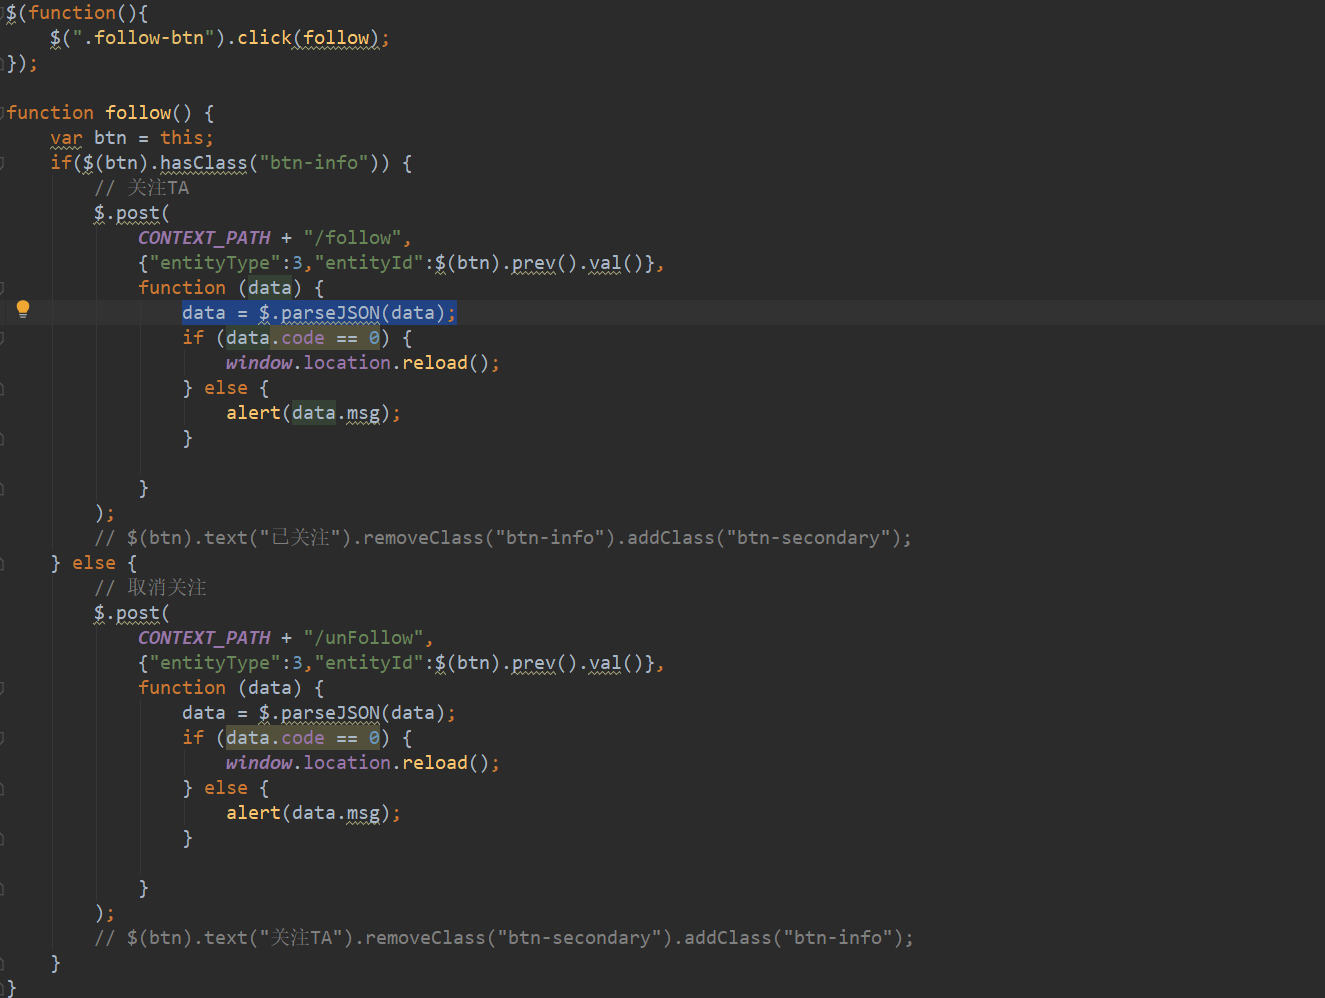 $(function(){
    $(".follow-btn").click(follow);
});

function follow() {
    var btn = this;
    if($(btn).hasClass("btn-info")) {
        // 关注TA
        $.post(
            CONTEXT_PATH + "/follow",
            {"entityType":3,"entityId":$(btn).prev().val()},
            function (data) {
                data = $.parseJSON(data);
                if (data.code == 0) {
                    window.location.reload();
                } else {
                    alert(data.msg);
                }

            }
        );
        // $(btn).text("已关注").removeClass("btn-info").addClass("btn-secondary");
    } else {
        // 取消关注
        $.post(
            CONTEXT_PATH + "/unFollow",
            {"entityType":3,"entityId":$(btn).prev().val()},
            function (data) {
                data = $.parseJSON(data);
                if (data.code == 0) {
                    window.location.reload();
                } else {
                    alert(data.msg);
                }

            }
        );
        // $(btn).text("关注TA").removeClass("btn-secondary").addClass("btn-info");
    }
}